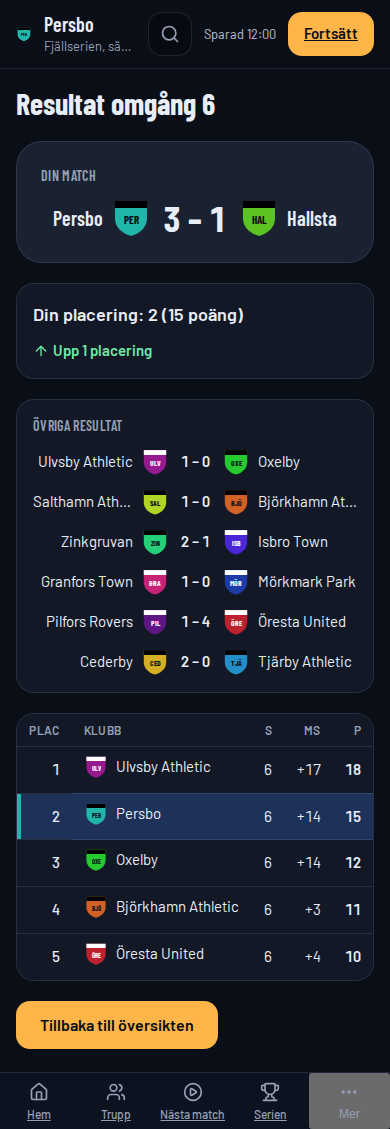 PER Persbo
Fjällserien, så...
Sparad 12:00
Fortsätt
Resultat omgång 6
DIN MATCH
Persbo PER 3 – 1 HAL Hallsta
Din placering: 2 (15 poäng)
↑ Upp 1 placering
ÖVRIGA RESULTAT
Ulvsby Athletic ULV 1 – 0 OXE Oxelby
Salthamn Ath... SAL 1 – 0 BJÖ Björkhamn At...
Zinkgruvan ZIN 2 – 1 ISB Isbro Town
Granfors Town GRA 1 – 0 MÖR Mörkmark Park
Pilfors Rovers PIL 1 – 4 ÖRE Öresta United
Cederby CED 2 – 0 TJÄ Tjärby Athletic
PLAC KLUBB S MS P
1 ULV Ulvsby Athletic 6 +17 18
2 PER Persbo 6 +14 15
3 OXE Oxelby 6 +14 12
4 BJÖ Björkhamn Athletic 6 +3 11
5 ÖRE Öresta United 6 +4 10
Tillbaka till översikten
Hem Trupp Nästa match Serien Mer